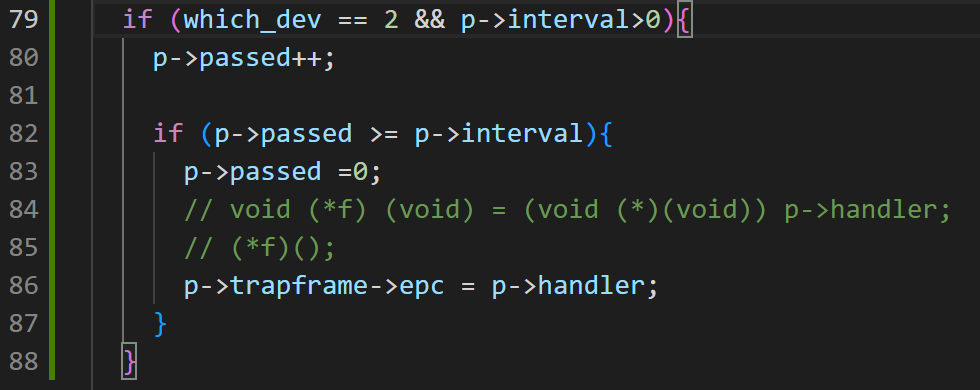 79 if (which_dev == 2 && p->interval>0){
80 p->passed++;
81
82 if (p->passed >= p->interval){
83 p->passed =0;
84 // void (*f) (void) = (void (*)(void)) p->handler;
85 // (*f)();
86 p->trapframe->epc = p->handler;
87 }
88 }